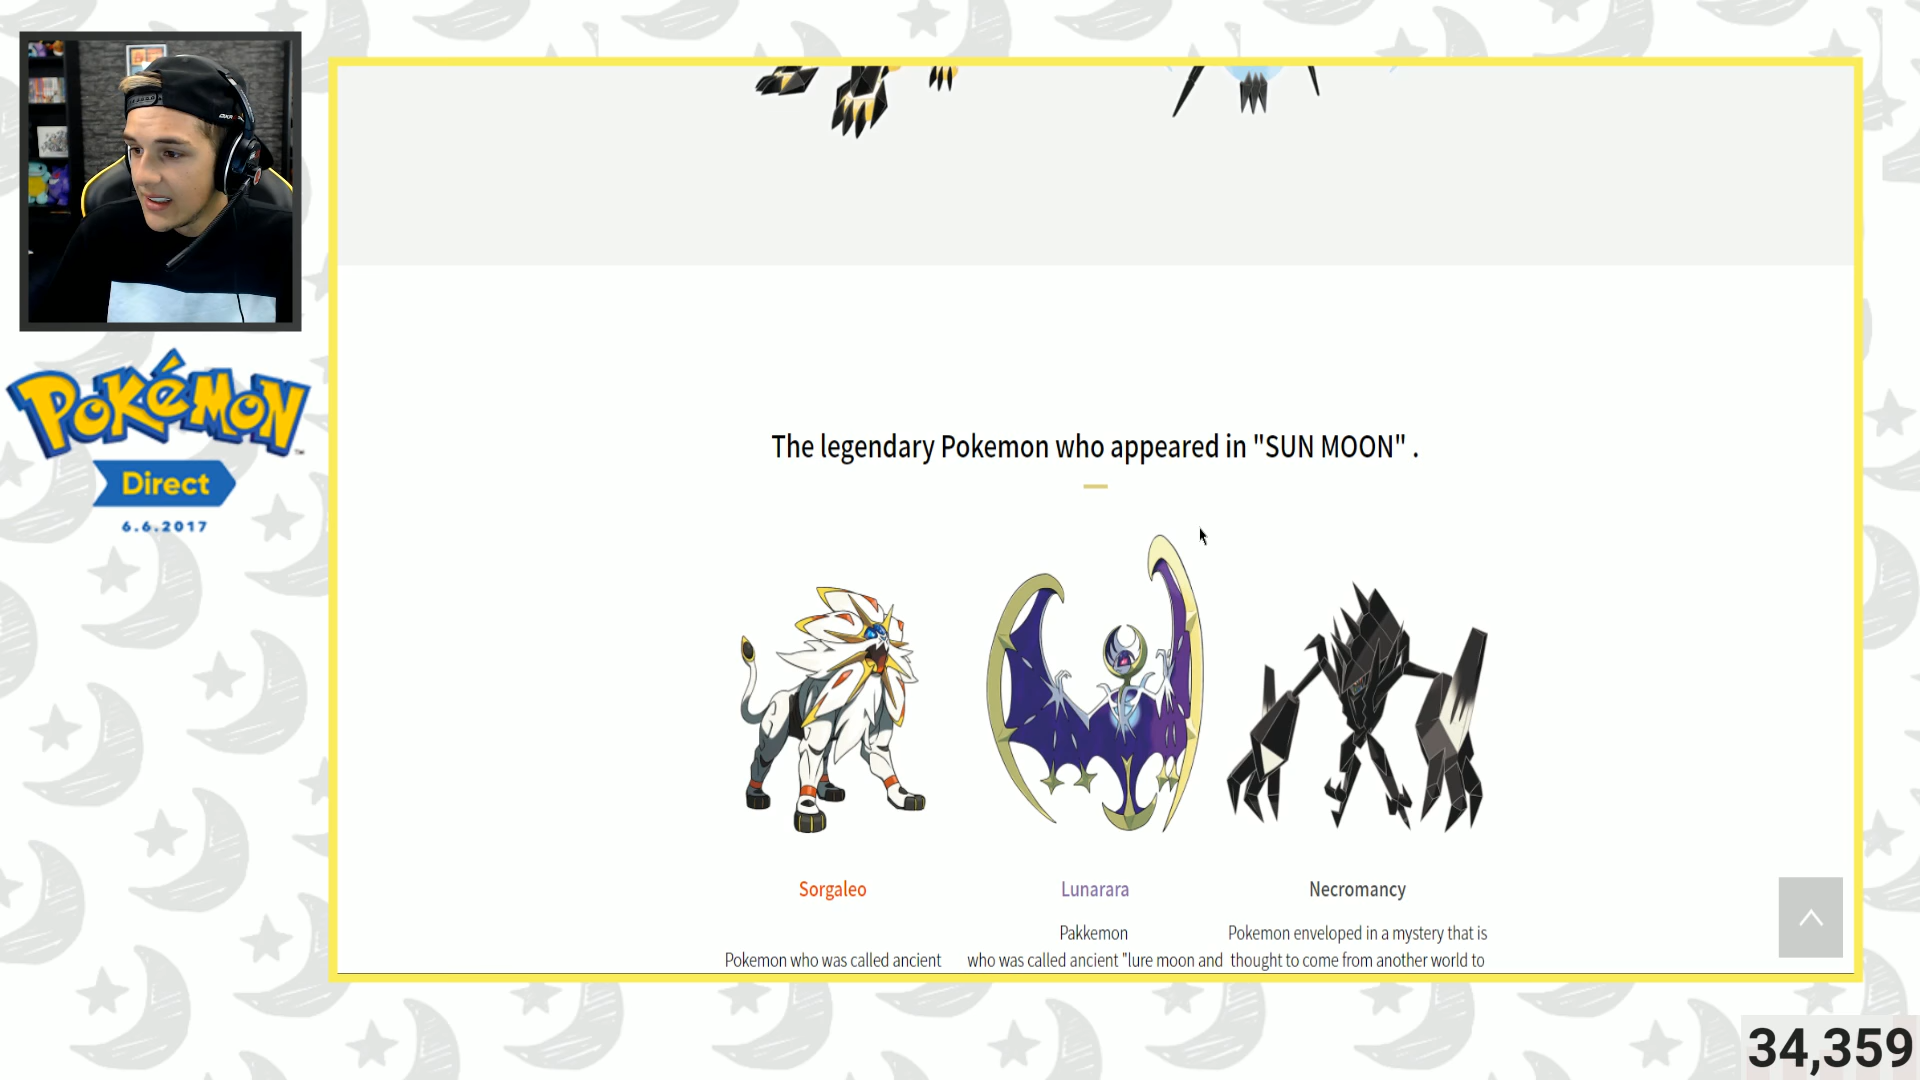 POKéMON
TM
Direct
6.6.2017
The legendary Pokemon who appeared in "SUN MOON" .
Sorgaleo
Lunarara
Necromancy
Pakkemon
Pokemon enveloped in a mystery that is
Pokemon who was called ancient
who was called ancient "lure moon and
thought to come from another world to
34,359